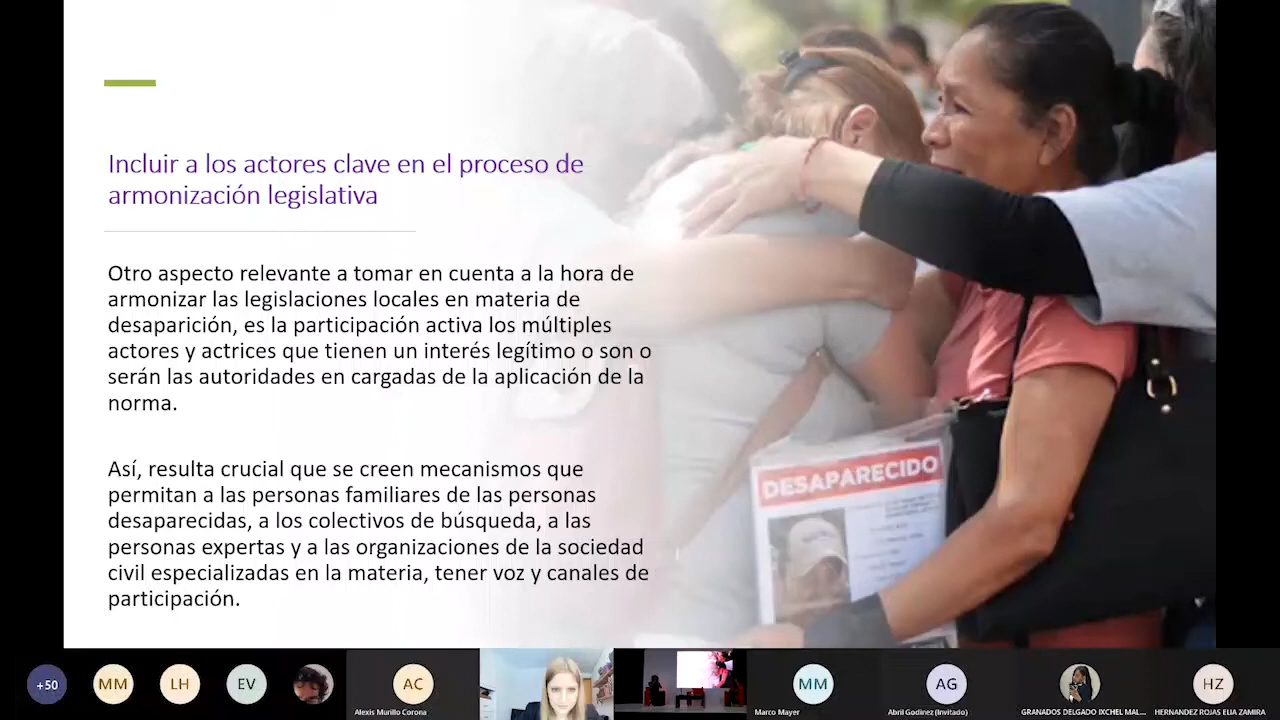 Incluir a los actores clave en el proceso de
armonización legislativa
Otro aspecto relevante a tomar en cuenta a la hora de
armonizar las legislaciones locales en materia de
desaparición, es la participación activa los múltiples
actores y actrices que tienen un interés legítimo o son o
serán las autoridades en cargadas de la aplicación de la
norma.
Así, resulta crucial que se creen mecanismos que
permitan a las personas familiares de las personas
desaparecidas, a los colectivos de búsqueda, a las
personas expertas y a las organizaciones de la sociedad
civil especializadas en la materia, tener voz y canales de
participación.
DESAPARECIDO
+50
MM
LH
EV
AC
Alexis Murillo Corona
MM
Marco Mayer
AG
Abril Godinez (Invitado)
GRANADOS DELGADO IXCHEL MAL...
HZ
HERNANDEZ ROJAS ELIA ZAMIRA